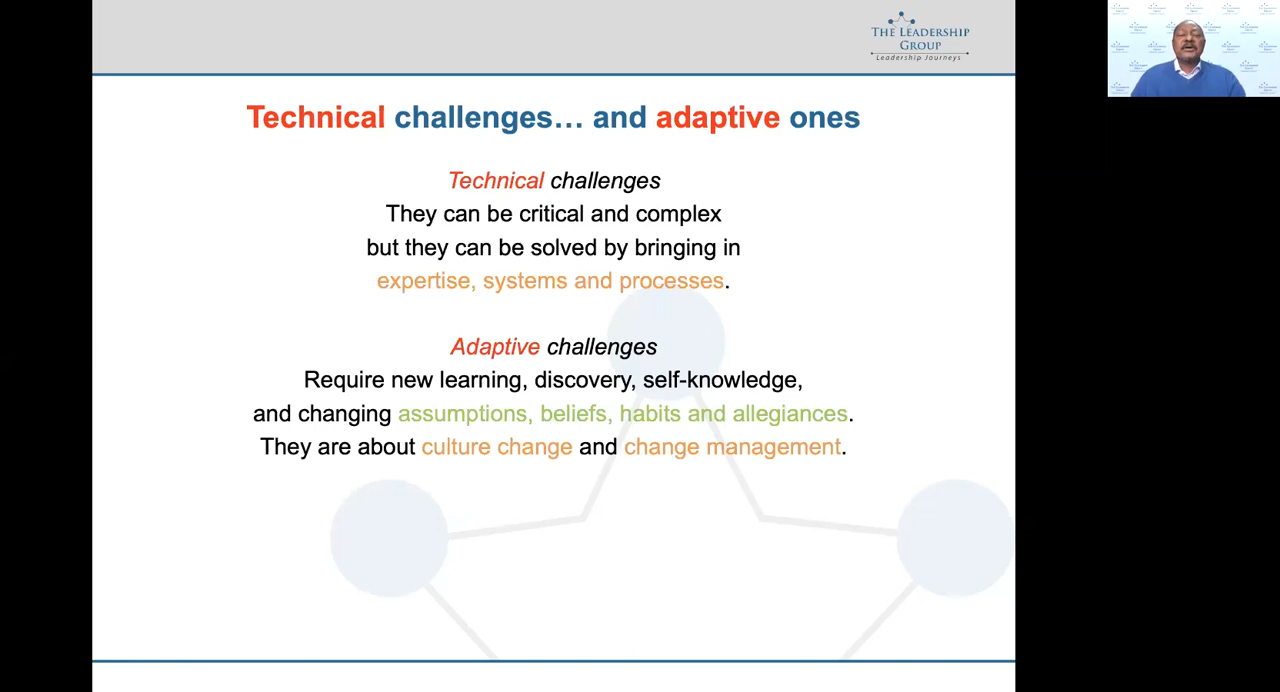 THE LEADERSHIP
GROUP
Leadership Journeys
Technical challenges… and adaptive ones
Technical challenges
They can be critical and complex
but they can be solved by bringing in
expertise, systems and processes.
Adaptive challenges
Require new learning, discovery, self-knowledge,
and changing assumptions, beliefs, habits and allegiances.
They are about culture change and change management.